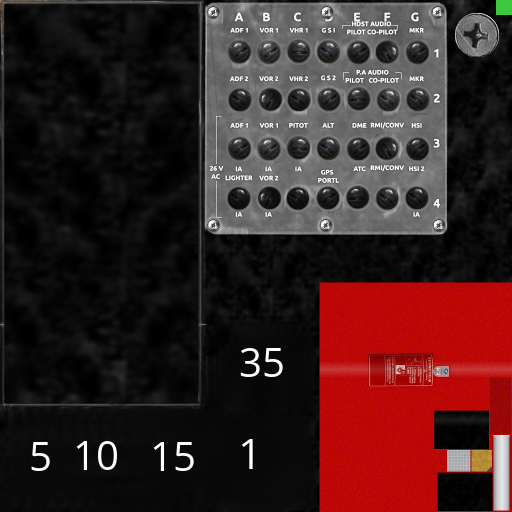 A B C D E F G
HDST AUDIO
ADF 1 VOR 1 VHR 1 G S I PILOT CO-PILOT MKR
1
P.A AUDIO
ADF 2 VOR 2 VHR 2 G S 2 PILOT CO-PILOT MKR
2
ADF 1 VOR 1 PITOT ALT DME RMI/CONV HSI
3
26 V AC
IA IA IA GPS PORTL ATC RMI/CONV HSI 2
LIGHTER VOR 2
4
IA IA IA
35
5 10 15 1